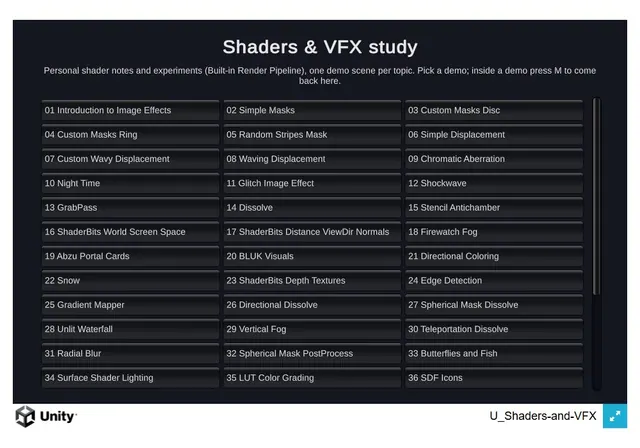 Shaders & VFX study
Personal shader notes and experiments (Built-in Render Pipeline), one demo scene per topic. Pick a demo; inside a demo press M to come
back here.
01 Introduction to Image Effects
02 Simple Masks
03 Custom Masks Disc
04 Custom Masks Ring
05 Random Stripes Mask
06 Simple Displacement
07 Custom Wavy Displacement
08 Waving Displacement
09 Chromatic Aberration
10 Night Time
11 Glitch Image Effect
12 Shockwave
13 GrabPass
14 Dissolve
15 Stencil Antichamber
16 ShaderBits World Screen Space
17 ShaderBits Distance ViewDir Normals
18 Firewatch Fog
19 Abzu Portal Cards
20 BLUK Visuals
21 Directional Coloring
22 Snow
23 ShaderBits Depth Textures
24 Edge Detection
25 Gradient Mapper
26 Directional Dissolve
27 Spherical Mask Dissolve
28 Unlit Waterfall
29 Vertical Fog
30 Teleportation Dissolve
31 Radial Blur
32 Spherical Mask PostProcess
33 Butterflies and Fish
34 Surface Shader Lighting
35 LUT Color Grading
36 SDF Icons
Unity
U_Shaders-and-VFX